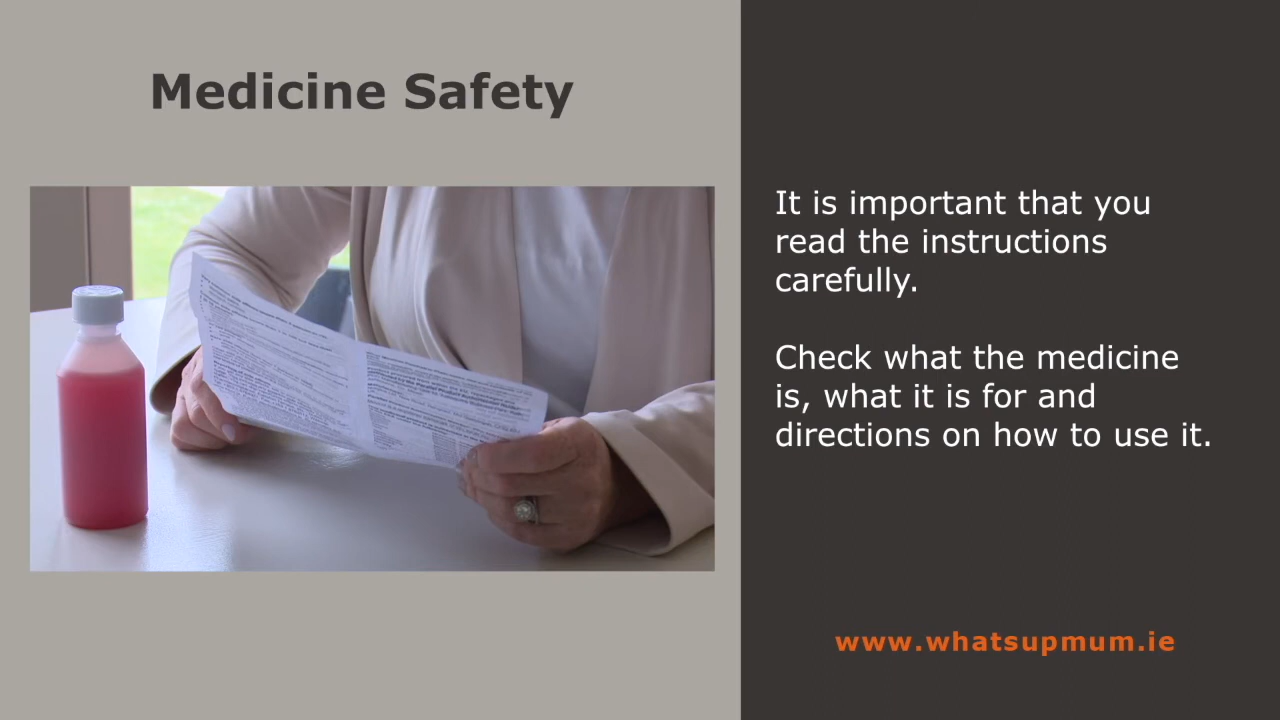 Medicine Safety
It is important that you
read the instructions
carefully.
Check what the medicine
is, what it is for and
directions on how to use it.
www.whatsupmum.ie